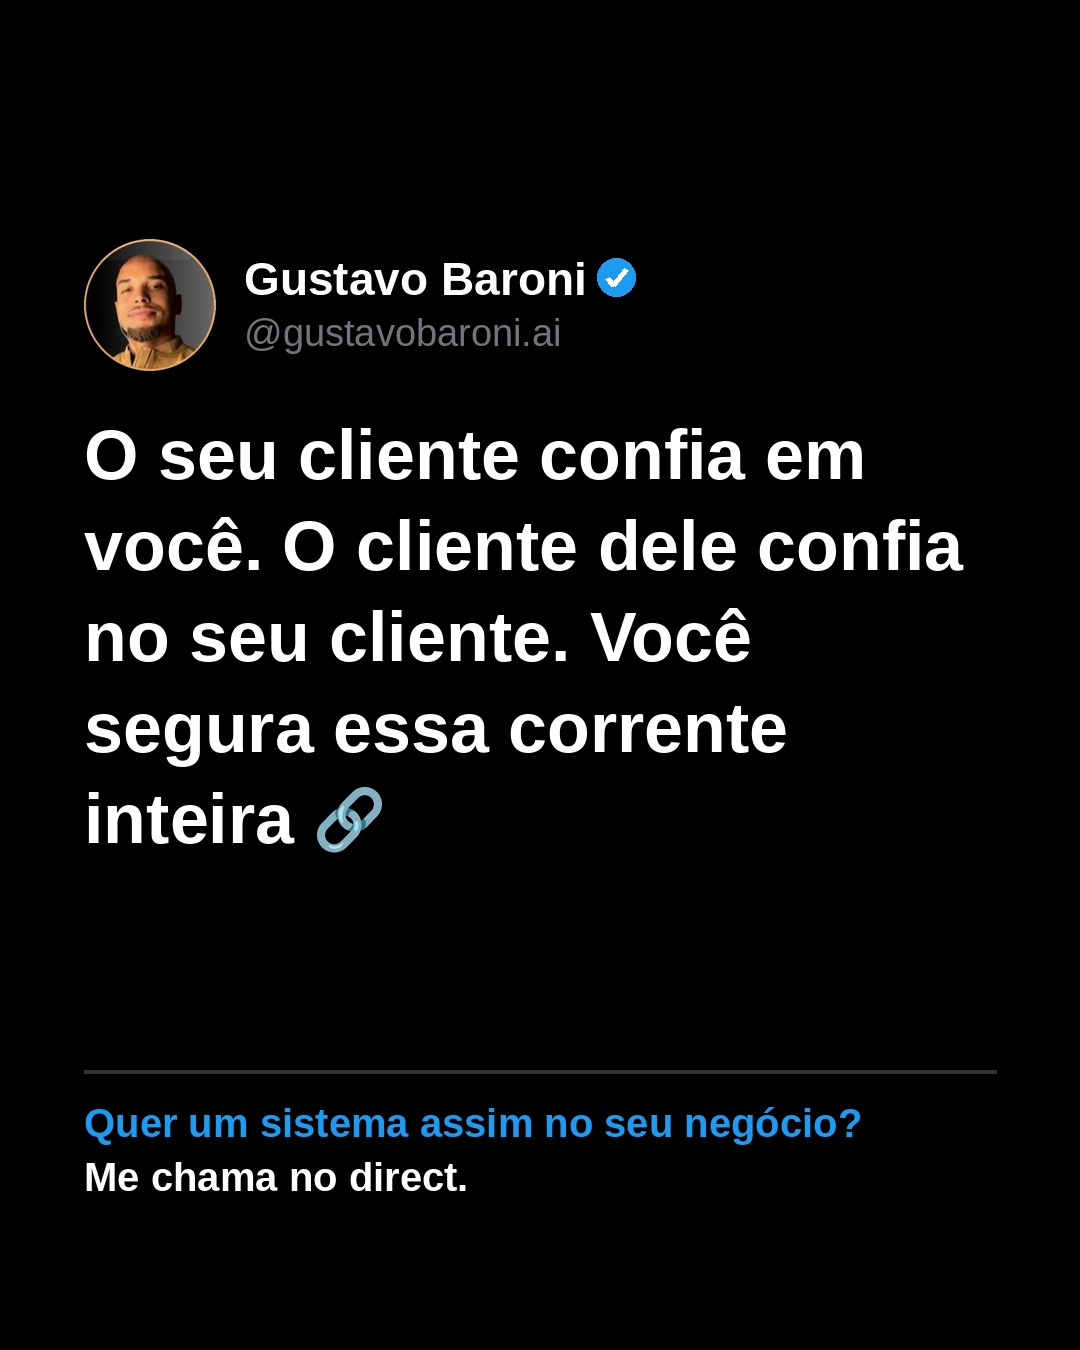 Gustavo Baroni
@gustavobaroni.ai
O seu cliente confia em
você. O cliente dele confia
no seu cliente. Você
segura essa corrente
inteira 🔗
Quer um sistema assim no seu negócio?
Me chama no direct.